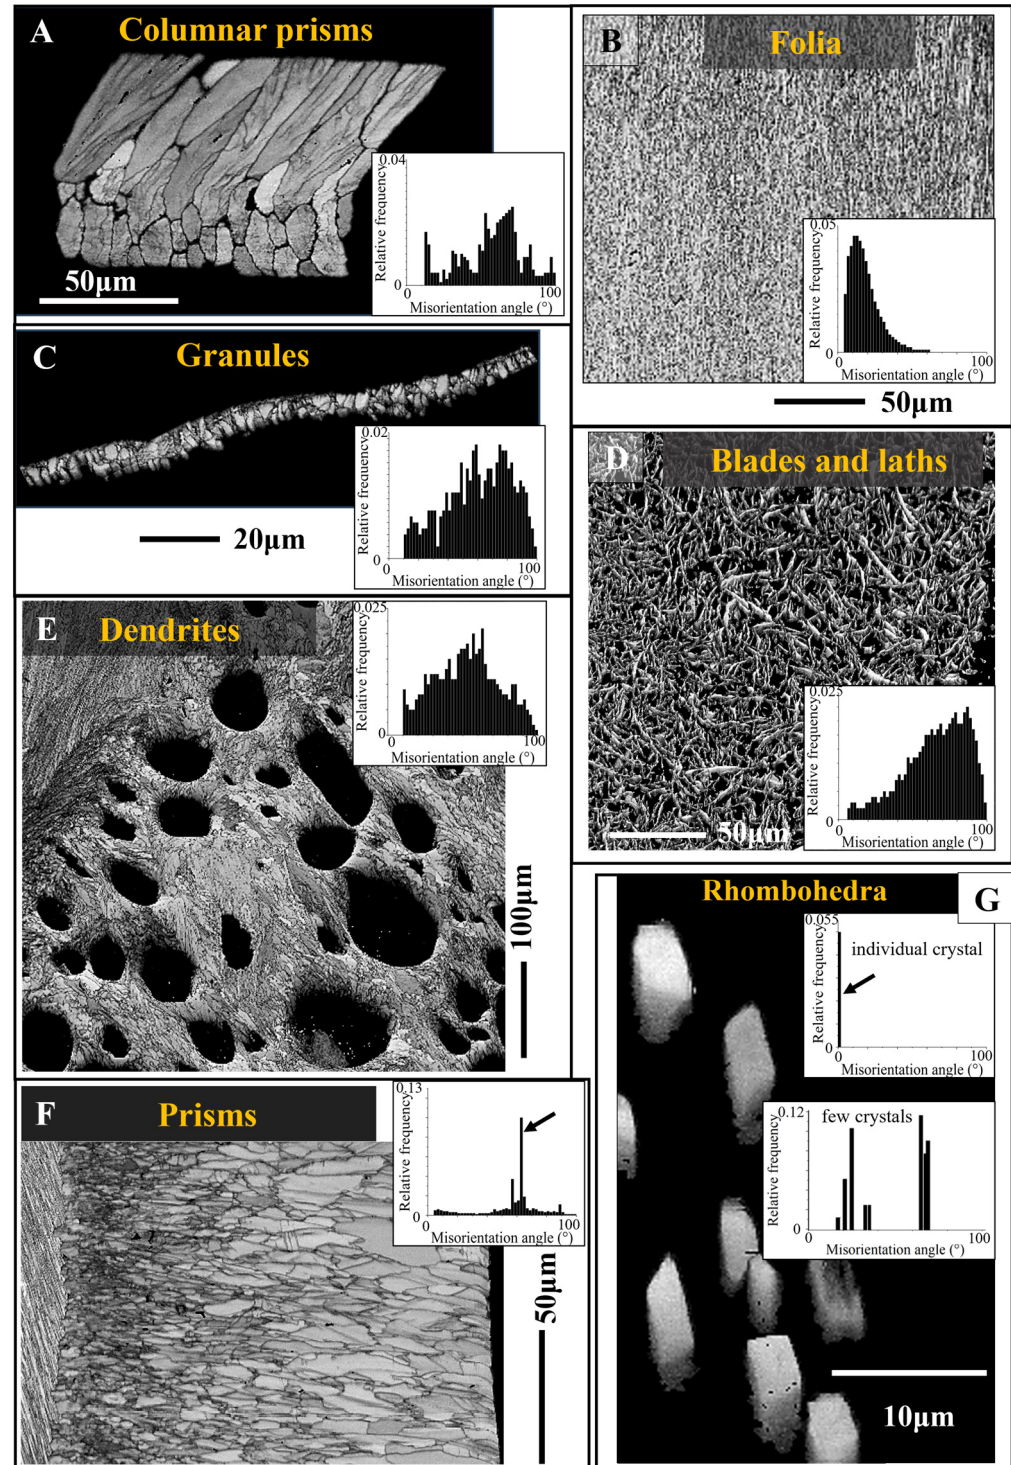 A
Columnar prisms
50µm
0.04
Relative frequency
0
0
100
Misorientation angle (°)
B
Folia
0.05
Relative frequency
0
0
100
Misorientation angle (°)
50µm
C
Granules
20µm
0.02
Relative frequency
0
0
100
Misorientation angle (°)
D
Blades and laths
50µm
0.025
Relative frequency
0
0
100
Misorientation angle (°)
E
Dendrites
0.025
Relative frequency
0
0
100
Misorientation angle (°)
100µm
F
Prisms
0.13
Relative frequency
0
0
100
Misorientation angle (°)
50µm
Rhombohedra
G
0.055
Relative frequency
individual crystal
0
0
100
Misorientation angle (°)
0.12
Relative frequency
few crystals
0
0
100
Misorientation angle (°)
10µm